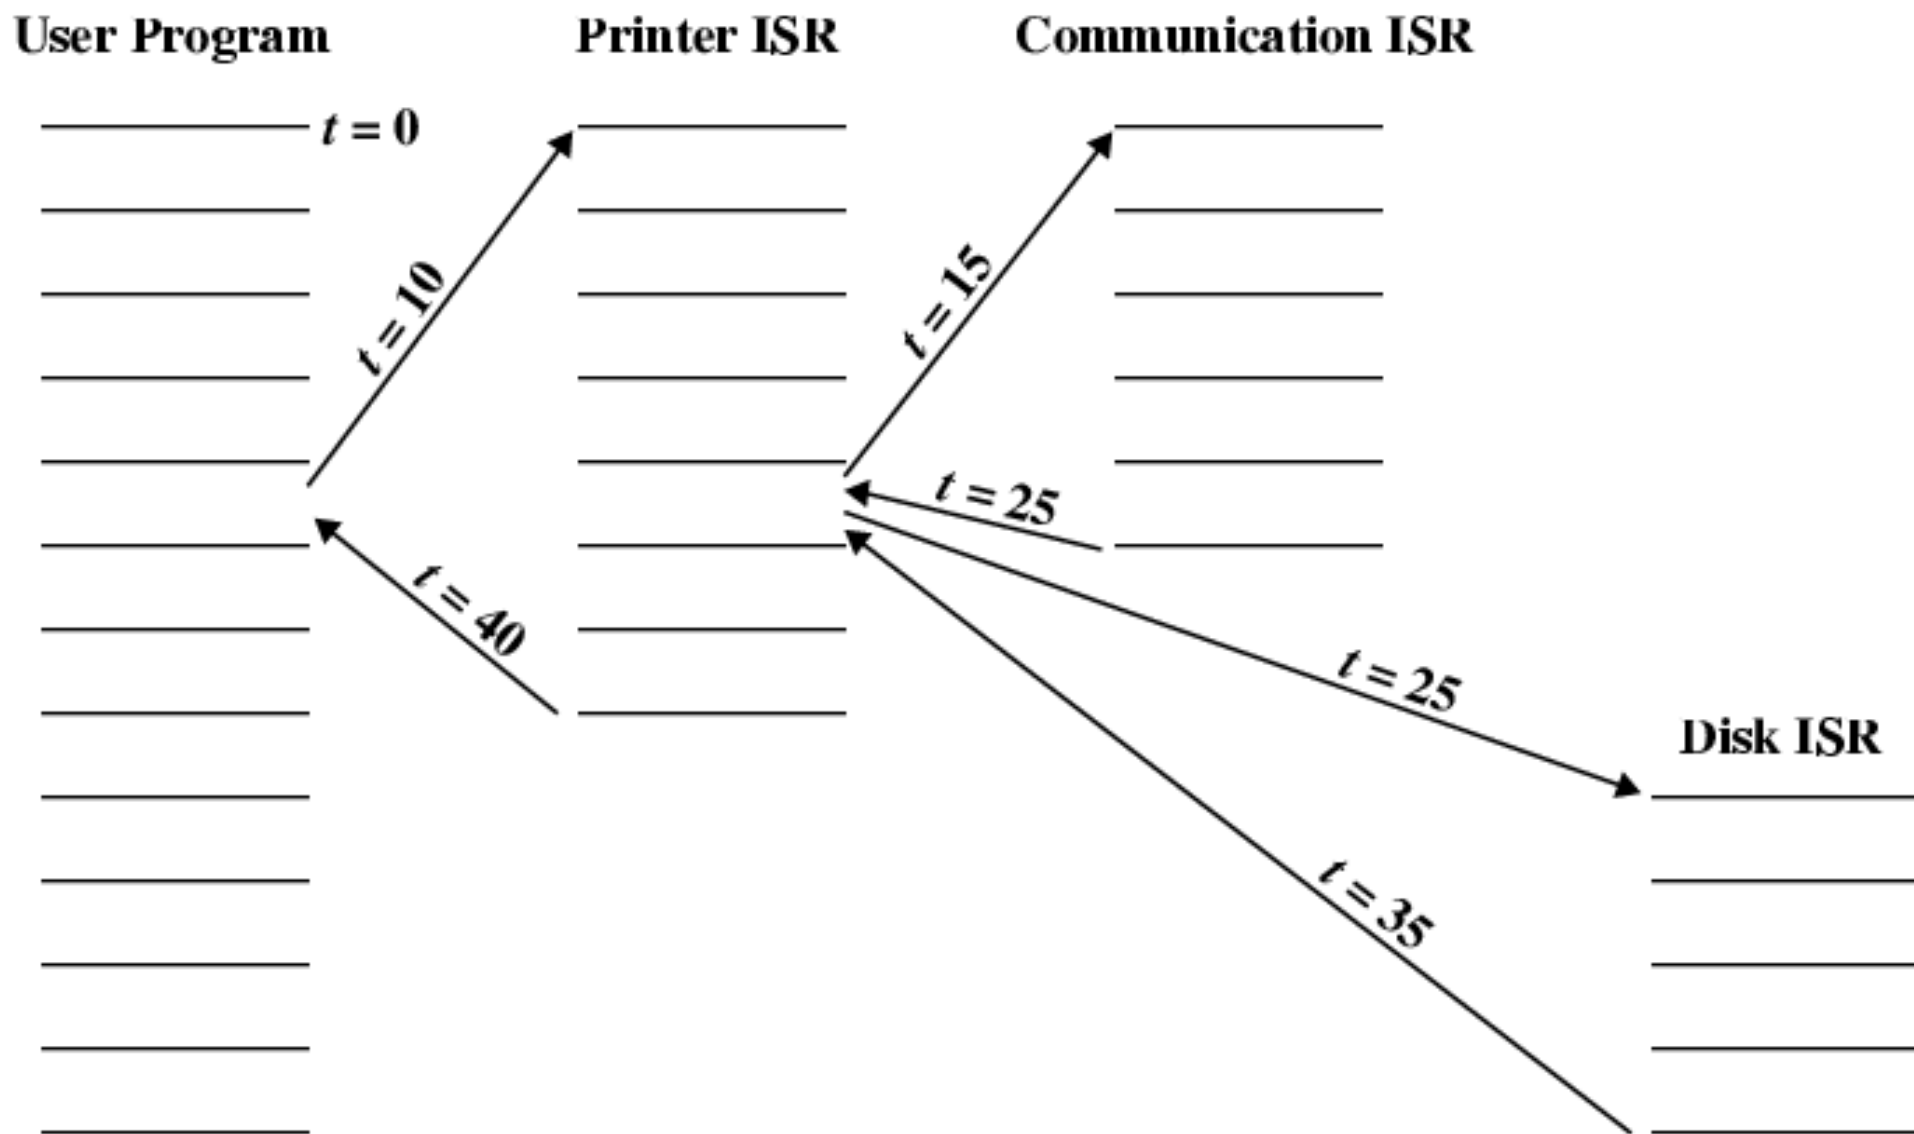 User Program
Printer ISR
Communication ISR
t = 0
t = 10
t = 15
t = 25
t = 40
t = 25
Disk ISR
t = 35